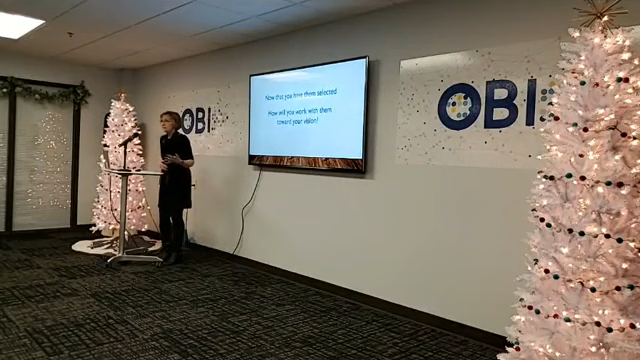 OBI
Now that you have them selected
How will you work with them
toward your vision?
OBI